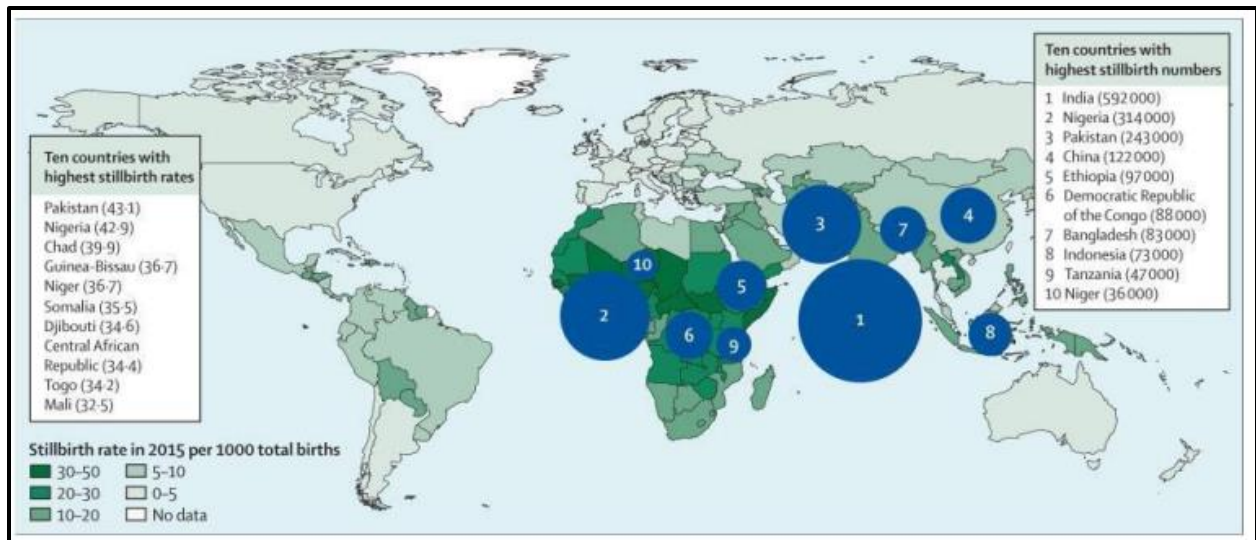 Ten countries with
highest stillbirth numbers
1 India (592 000)
2 Nigeria (314 000)
3 Pakistan (243 000)
4 China (122 000)
5 Ethiopia (97 000)
6 Democratic Republic
of the Congo (88 000)
7 Bangladesh (83 000)
8 Indonesia (73 000)
9 Tanzania (47 000)
10 Niger (36 000)
Ten countries with
highest stillbirth rates
Pakistan (43·1)
Nigeria (42·9)
Chad (39·9)
Guinea-Bissau (36·7)
Niger (36·7)
Somalia (35·5)
Djibouti (34·6)
Central African
Republic (34·4)
Togo (34·2)
Mali (32·5)
3
7
4
10
5
2
6
9
1
8
Stillbirth rate in 2015 per 1000 total births
30–50 5–10
20–30 0–5
10–20 No data